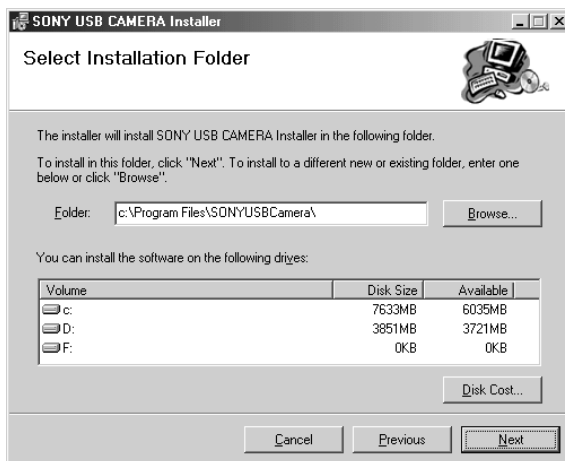 SONY USB CAMERA Installer
Select Installation Folder
The installer will install SONY USB CAMERA Installer in the following folder.
To install in this folder, click "Next". To install to a different new or existing folder, enter one
below or click "Browse".
Folder: c:\Program Files\SONYUSBCamera\ Browse...
You can install the software on the following drives:
Volume Disk Size Available
c: 7633MB 6035MB
D: 3851MB 3721MB
F: 0KB 0KB
Disk Cost...
Cancel Previous Next